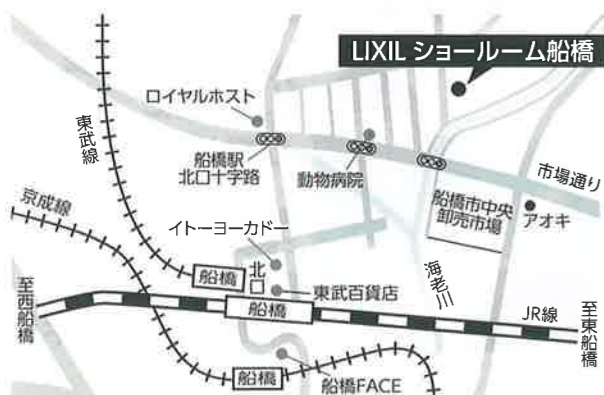 LIXIL ショールーム船橋
ロイヤルホスト
東武線
船橋駅
北口十字路
動物病院
市場通り
京成線
船橋市中央
卸売市場
アオキ
イトーヨーカドー
船橋
北口
東武百貨店
海老川
至西船橋
船橋
JR線
至東船橋
船橋
船橋FACE